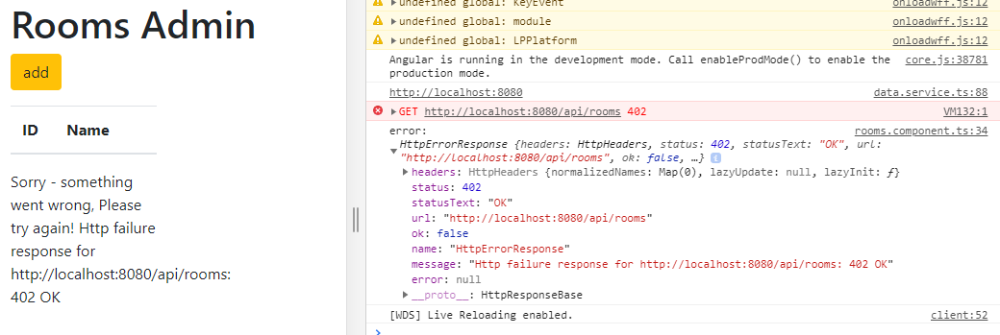 Rooms Admin
add
ID Name
Sorry - something
went wrong, Please
try again! Http failure
response for
http://localhost:8080/api/rooms:
402 OK
undefined global: KeyEvent onloadwff.js:12
undefined global: module onloadwff.js:12
undefined global: LPPlatform onloadwff.js:12
Angular is running in the development mode. Call enableProdMode() to enable the core.js:38781
production mode.
http://localhost:8080 data.service.ts:88
GET http://localhost:8080/api/rooms 402 VM132:1
error: rooms.component.ts:34
HttpErrorResponse {headers: HttpHeaders, status: 402, statusText: "OK", url:
"http://localhost:8080/api/rooms", ok: false, …} i
headers: HttpHeaders {normalizedNames: Map(0), lazyUpdate: null, lazyInit: ƒ}
status: 402
statusText: "OK"
url: "http://localhost:8080/api/rooms"
ok: false
name: "HttpErrorResponse"
message: "Http failure response for http://localhost:8080/api/rooms: 402 OK"
error: null
__proto__: HttpResponseBase
[WDS] Live Reloading enabled. client:52